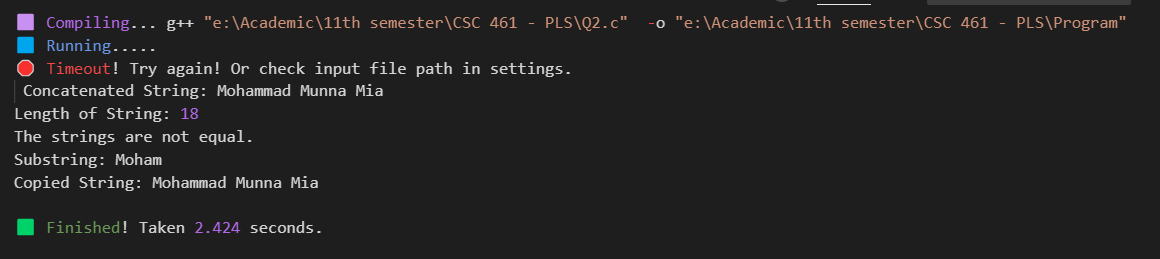 Compiling... g++ "e:\Academic\11th semester\CSC 461 - PLS\Q2.c"  -o "e:\Academic\11th semester\CSC 461 - PLS\Program"
Running.....
Timeout! Try again! Or check input file path in settings.
Concatenated String: Mohammad Munna Mia
Length of String: 18
The strings are not equal.
Substring: Moham
Copied String: Mohammad Munna Mia
Finished! Taken 2.424 seconds.